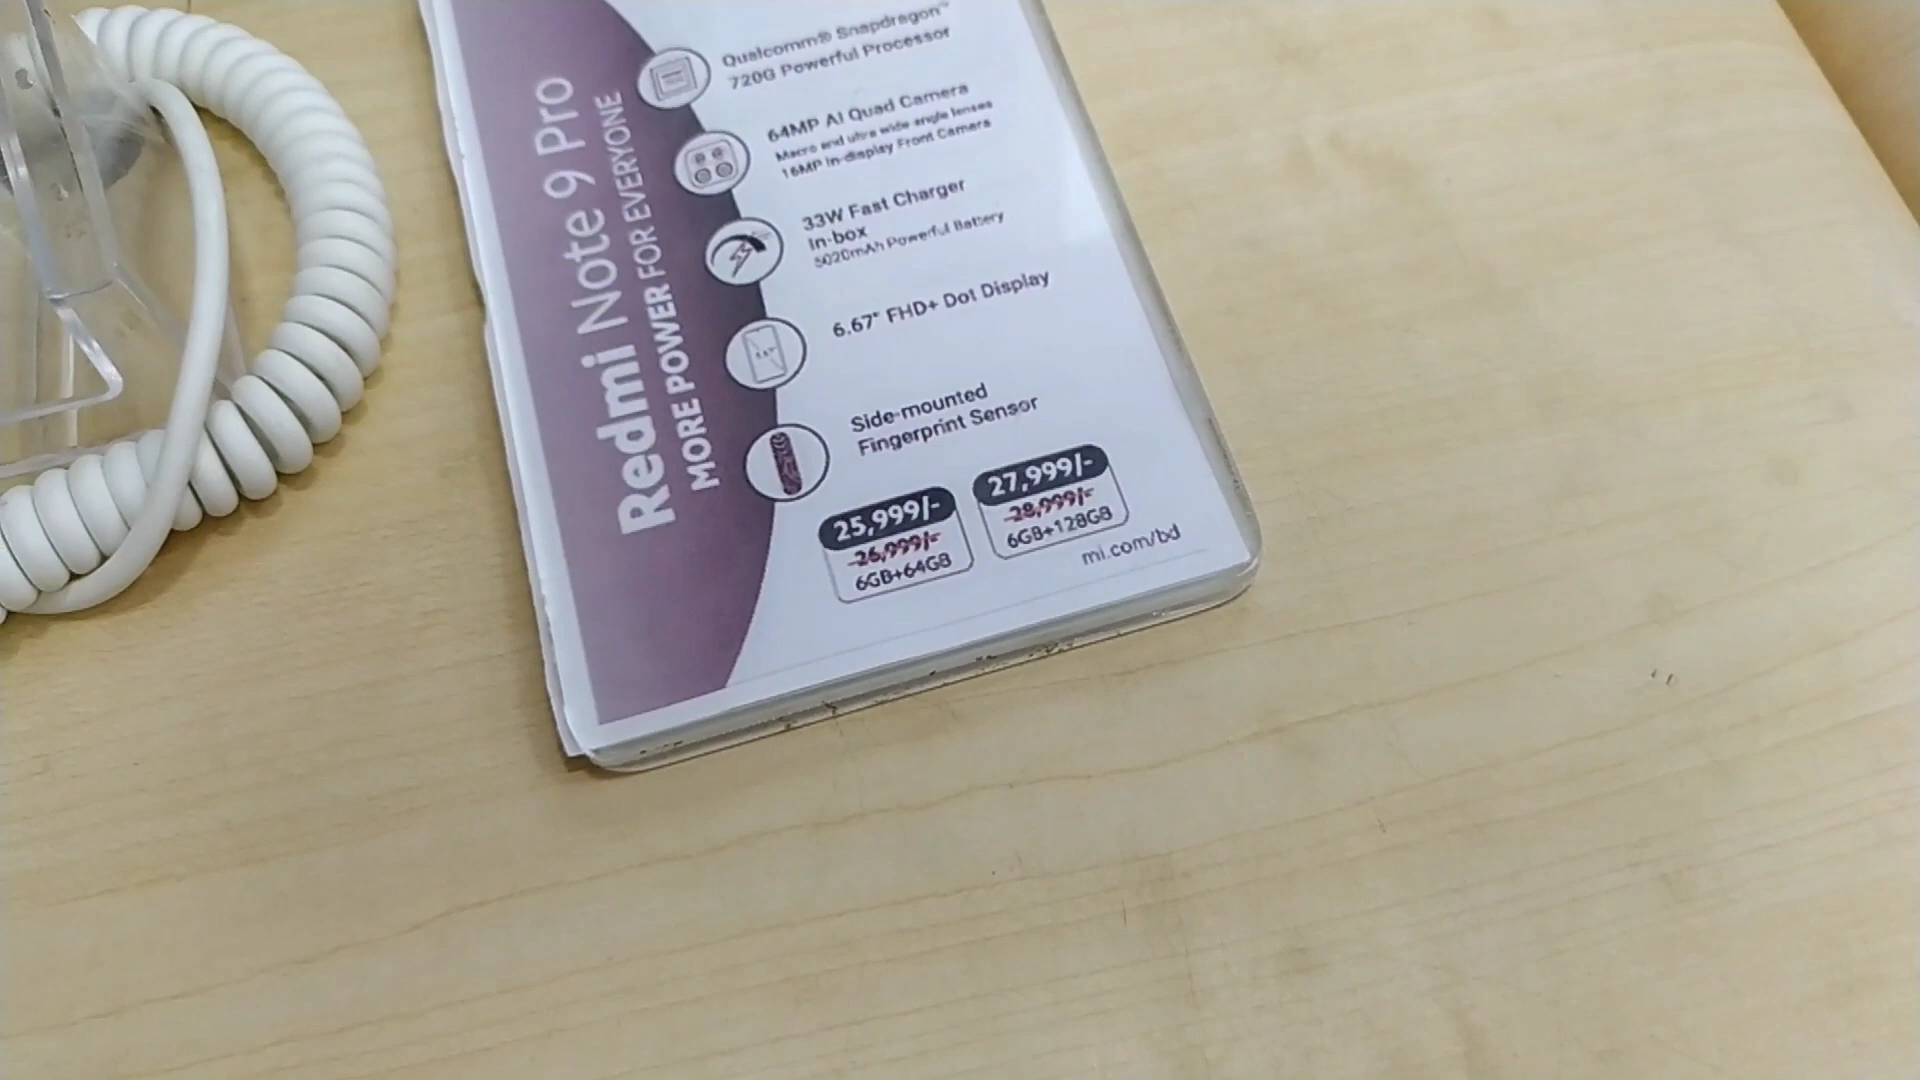 Redmi Note 9 Pro
MORE POWER FOR EVERYONE
Qualcomm® Snapdragon™
720G Powerful Processor
64MP AI Quad Camera
Macro and ultra wide-angle lenses
16MP In-display Front Camera
33W Fast Charger
In-box
5020mAh Powerful Battery
6.67"
6.67" FHD+ Dot Display
Side-mounted
Fingerprint Sensor
25,999/-
26,999/-
6GB+64GB
27,999/-
28,999/-
6GB+128GB
mi.com/bd